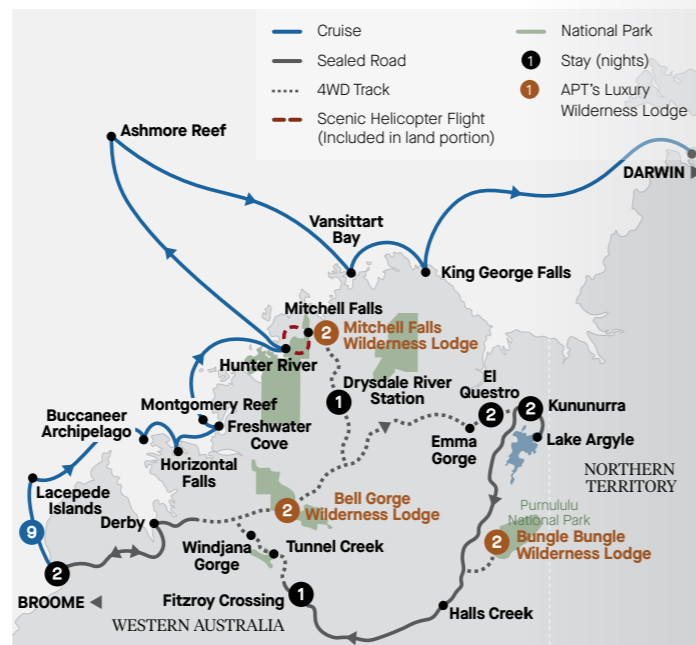 Cruise
Sealed Road
4WD Track
Scenic Helicopter Flight
(Included in land portion)
National Park
1
Stay (nights)
1
APT's Luxury
Wilderness Lodge
Ashmore Reef
DARWIN
Vansittart
Bay
King George Falls
Mitchell Falls
2
Mitchell Falls
Wilderness Lodge
Hunter River
Drysdale River
Station
1
El
Questro
2
2
Kununurra
Montgomery Reef
Freshwater
Cove
Buccaneer
Archipelago
Emma
Gorge
Lake Argyle
Horizontal
Falls
NORTHERN
TERRITORY
Lacepede
Islands
Derby
2
Bell Gorge
Wilderness Lodge
Purnululu
National Park
9
2
Bungle Bungle
Wilderness Lodge
Windjana
Gorge
Tunnel Creek
2
BROOME
Fitzroy Crossing
1
Halls Creek
WESTERN AUSTRALIA